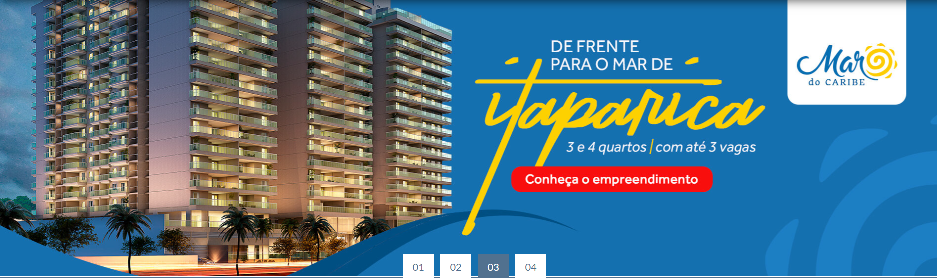 DE FRENTE
PARA O MAR DE
itaparica
3 e 4 quartos | com até 3 vagas
Conheça o empreendimento
Mar
do CARIBE
01 02 03 04